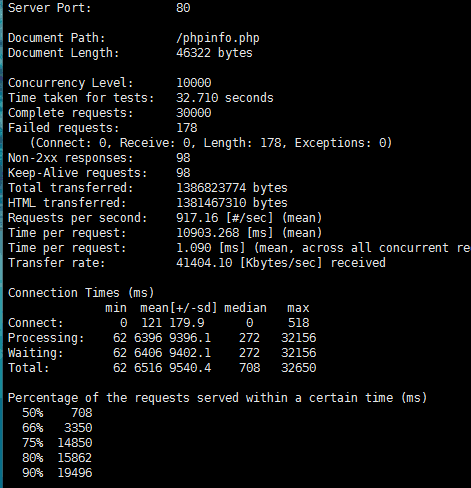 Server Port:            80
Document Path:          /phpinfo.php
Document Length:        46322 bytes
Concurrency Level:      10000
Time taken for tests:   32.710 seconds
Complete requests:      30000
Failed requests:        178
   (Connect: 0, Receive: 0, Length: 178, Exceptions: 0)
Non-2xx responses:      98
Keep-Alive requests:    98
Total transferred:      1386823774 bytes
HTML transferred:       1381467310 bytes
Requests per second:    917.16 [#/sec] (mean)
Time per request:       10903.268 [ms] (mean)
Time per request:       1.090 [ms] (mean, across all concurrent re
Transfer rate:          41404.10 [Kbytes/sec] received
Connection Times (ms)
              min  mean[+/-sd] median   max
Connect:        0  121 179.9      0     518
Processing:    62 6396 9396.1   272   32156
Waiting:       62 6406 9402.1   272   32156
Total:         62 6516 9540.4   708   32650
Percentage of the requests served within a certain time (ms)
  50%    708
  66%   3350
  75%  14850
  80%  15862
  90%  19496